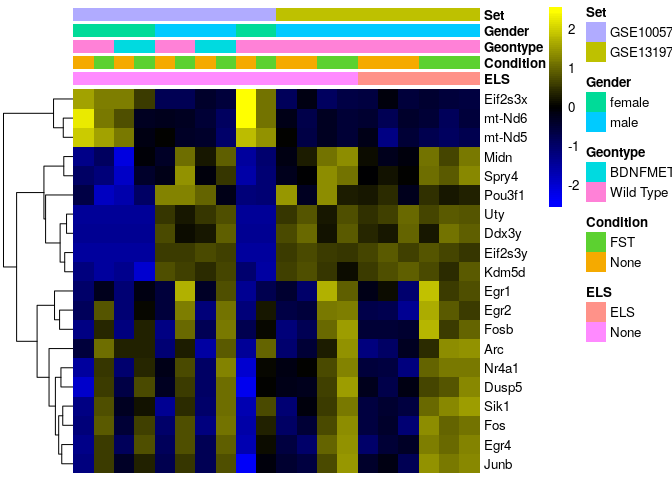 Set
Gender
Geontype
Condition
ELS
Eif2s3x
mt-Nd6
mt-Nd5
Midn
Spry4
Pou3f1
Uty
Ddx3y
Eif2s3y
Kdm5d
Egr1
Egr2
Fosb
Arc
Nr4a1
Dusp5
Sik1
Fos
Egr4
Junb
2
1
0
-1
-2
Set
GSE10057
GSE13197
Gender
female
male
Geontype
BDNFMET
Wild Type
Condition
FST
None
ELS
ELS
None